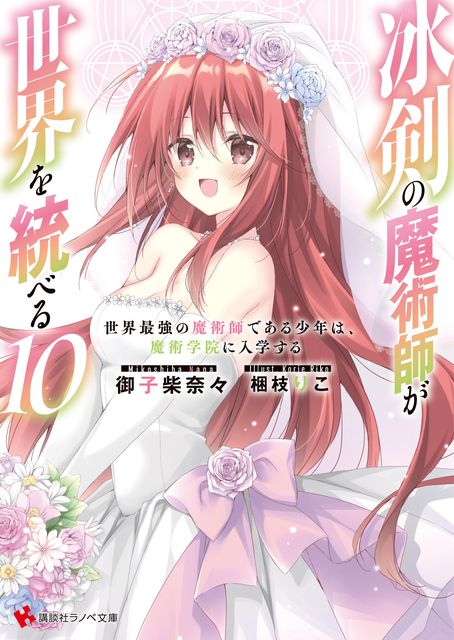 冰剣の魔術師が
世界を統べる
10
世界最強の魔術師である少年は、
魔術学院に入学する
Mikoshiba Nana
御子柴奈々
Illust. Korie Riko
梱枝りこ
講談社ラノベ文庫